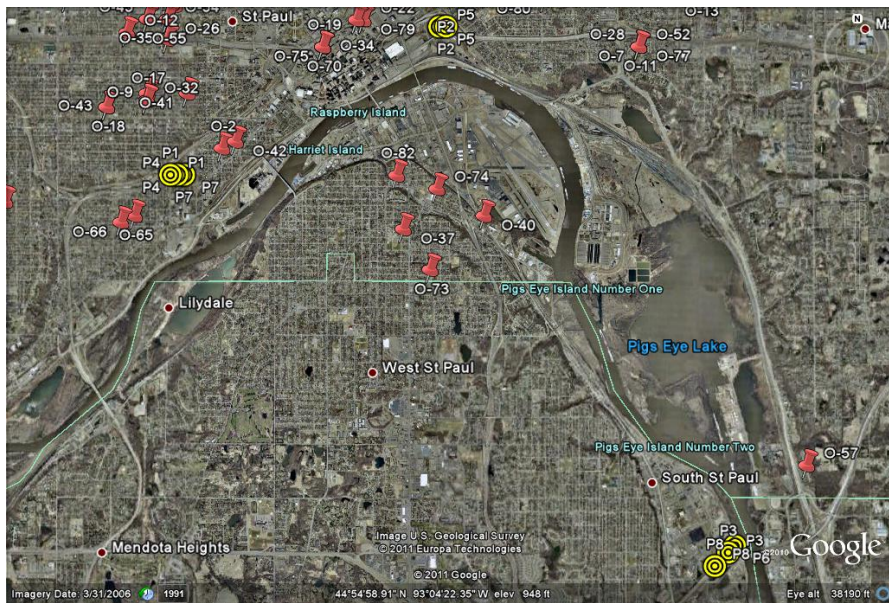 O-12
O-35
O-55
O-26
St Paul
O-19
O-22
O-79
O-34
O-75
O-70
P5
P2
P5
P2
O-80
O-13
O-28
O-52
O-7
O-77
O-11
N
O-17
O-9
O-32
O-43
O-41
O-18
Raspberry Island
O-2
O-42
Harriet Island
O-82
O-74
P1
P4
P1
P4
P7
P7
O-66
O-65
O-37
O-40
O-73
Pigs Eye Island Number One
Lilydale
Pigs Eye Lake
West St Paul
Pigs Eye Island Number Two
O-57
South St Paul
P3
P8
P3
P8
P6
Image U.S. Geological Survey
© 2011 Europa Technologies
Mendota Heights
©2010 Google
© 2011 Google
Imagery Date: 3/31/2006
1991
44°54'58.91" N 93°04'22.35" W elev 948 ft
Eye alt 38190 ft